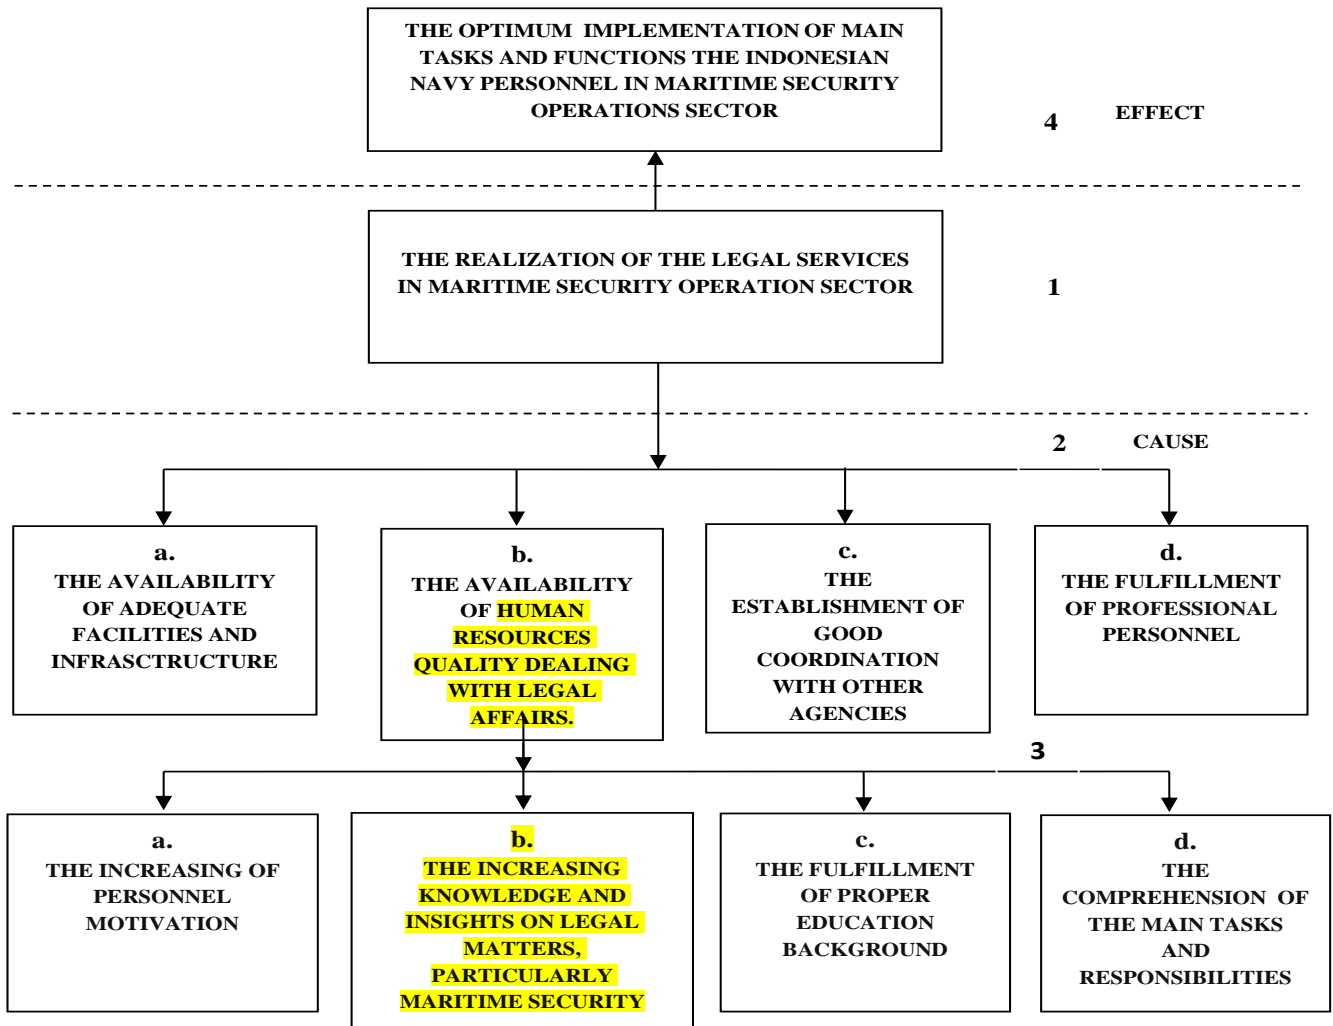 THE OPTIMUM IMPLEMENTATION OF MAIN
TASKS AND FUNCTIONS THE INDONESIAN
NAVY PERSONNEL IN MARITIME SECURITY
OPERATIONS SECTOR
4 EFFECT
THE REALIZATION OF THE LEGAL SERVICES
IN MARITIME SECURITY OPERATION SECTOR
1
2 CAUSE
a.
THE AVAILABILITY
OF ADEQUATE
FACILITIES AND
INFRASCTRUCTURE
b.
THE AVAILABILITY
OF HUMAN
RESOURCES
QUALITY DEALING
WITH LEGAL
AFFAIRS.
c.
THE
ESTABLISHMENT OF
GOOD
COORDINATION
WITH OTHER
AGENCIES
d.
THE FULFILLMENT
OF PROFESSIONAL
PERSONNEL
3
a.
THE INCREASING OF
PERSONNEL
MOTIVATION
b.
THE INCREASING
KNOWLEDGE AND
INSIGHTS ON LEGAL
MATTERS,
PARTICULARLY
MARITIME SECURITY
c.
THE FULFILLMENT
OF PROPER
EDUCATION
BACKGROUND
d.
THE
COMPREHENSION OF
THE MAIN TASKS
AND
RESPONSIBILITIES